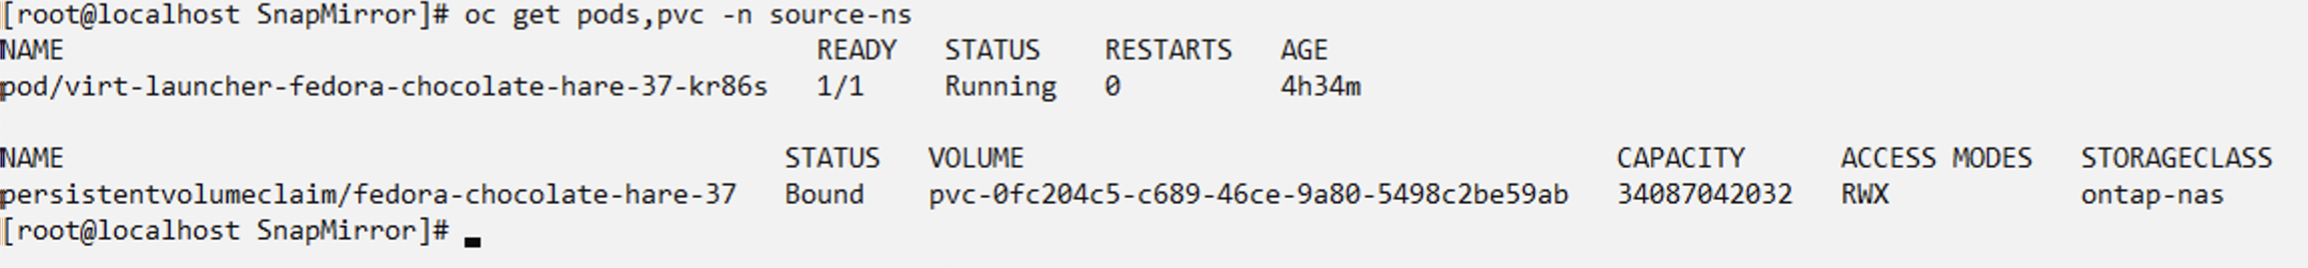 [root@localhost SnapMirror]# oc get pods,pvc -n source-ns
NAME READY STATUS RESTARTS AGE
pod/virt-launcher-fedora-chocolate-hare-37-kr86s 1/1 Running 0 4h34m
NAME STATUS VOLUME CAPACITY ACCESS MODES STORAGECLASS
persistentvolumeclaim/fedora-chocolate-hare-37 Bound pvc-0fc204c5-c689-46ce-9a80-5498c2be59ab 34087042032 RWX ontap-nas
[root@localhost SnapMirror]#